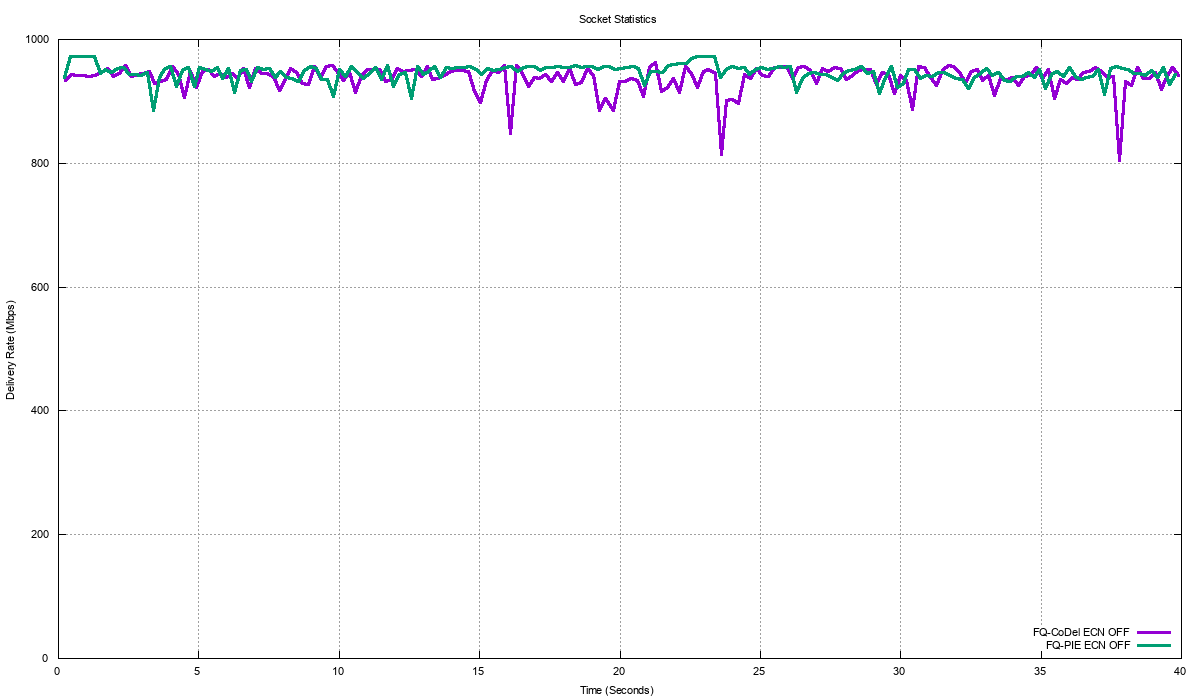 Socket Statistics
1000
800
600
400
200
0
Delivery Rate (Mbps)
0 5 10 15 20 25 30 35 40
Time (Seconds)
FQ-CoDel ECN OFF
FQ-PIE ECN OFF